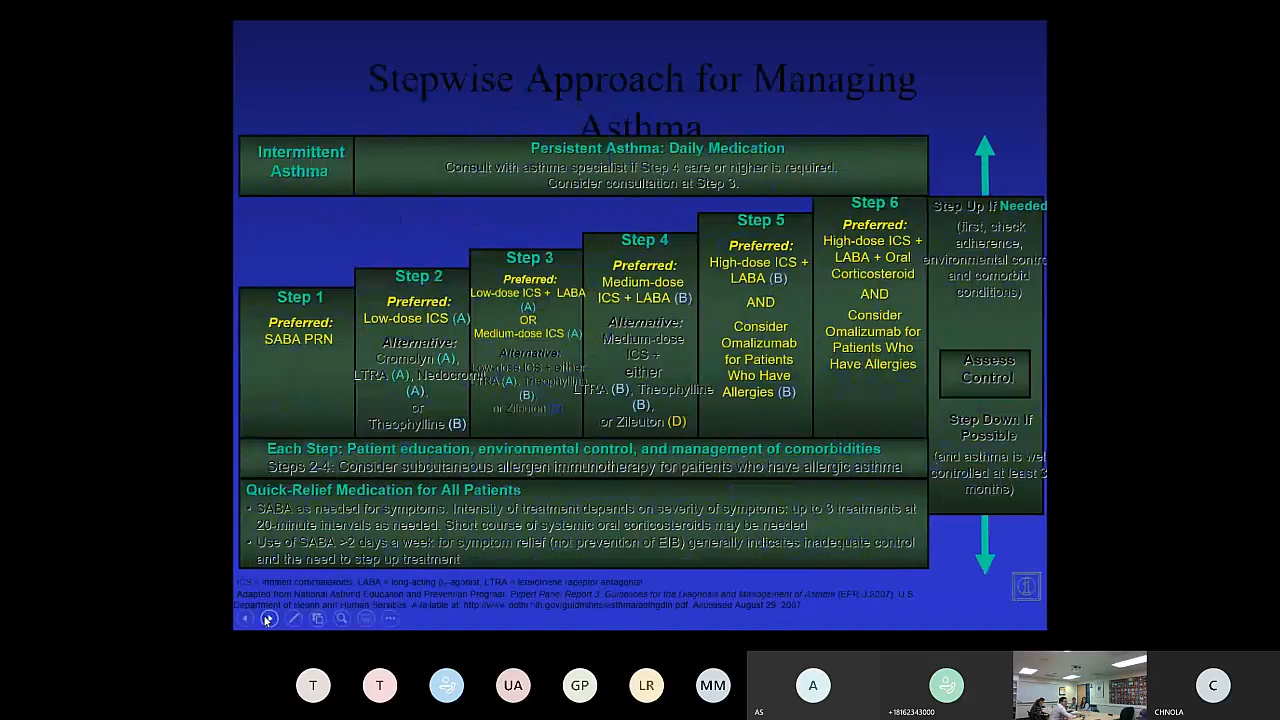 Stepwise Approach for Managing
Asthma
Intermittent
Asthma
Persistent Asthma: Daily Medication
Consult with asthma specialist if Step 4 care or higher is required.
Consider consultation at Step 3.
Step 1
Preferred:
SABA PRN
Step 2
Preferred:
Low-dose ICS (A)
Alternative:
Cromolyn (A),
LTRA (A), Nedocromil
(A),
or
Theophylline (B)
Step 3
Preferred:
Low-dose ICS + LABA
(A)
OR
Medium-dose ICS (A)
Alternative:
Low-dose ICS + either
LTRA (A), Theophylline
(B),
or Zileuton
Step 4
Preferred:
Medium-dose
ICS + LABA (B)
Alternative:
Medium-dose
ICS +
either
LTRA (B), Theophylline
(B),
or Zileuton (D)
Step 5
Preferred:
High-dose ICS +
LABA (B)
AND
Consider
Omalizumab
for Patients
Who Have
Allergies (B)
Step 6
Preferred:
High-dose ICS +
LABA + Oral
Corticosteroid
AND
Consider
Omalizumab for
Patients Who
Have Allergies
Step Up If Needed
(first, check
adherence,
environmental contro
and comorbid
conditions)
Assess
Control
Step Down If
Possible
(and asthma is wel
controlled at least 3
months)
Each Step: Patient education, environmental control, and management of comorbidities
Steps 2-4: Consider subcutaneous allergen immunotherapy for patients who have allergic asthma
Quick-Relief Medication for All Patients
• SABA as needed for symptoms. Intensity of treatment depends on severity of symptoms: up to 3 treatments at
20-minute intervals as needed. Short course of systemic oral corticosteroids may be needed
• Use of SABA >2 days a week for symptom relief (not prevention of EIB) generally indicates inadequate control
and the need to step up treatment
ICS = inhaled corticosteroids, LABA = long-acting β₂-agonist, LTRA = leukotriene receptor antagonist
Adapted from National Asthma Education and Prevention Program. Expert Panel Report 3: Guidelines for the Diagnosis and Management of Asthma (EPR-3 2007). U.S.
Department of Health and Human Services. Available at: Accessed August 29, 2007
T
T
UA
GP
LR
MM
A
C
AS
+18162343000
CHNOLA